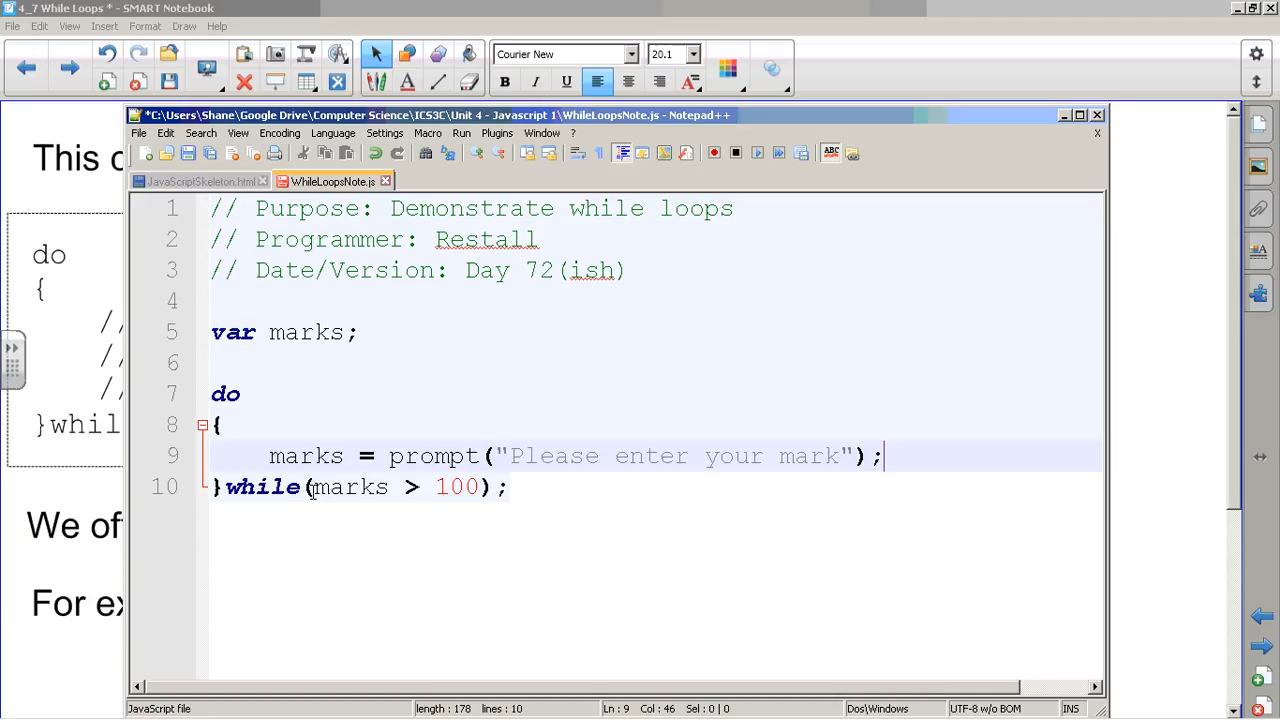 4_7 While Loops * - SMART Notebook
File Edit View Insert Format Draw Help
Courier New 20.1
B I U A
*C:\Users\Shane\Google Drive\Computer Science\ICS3C\Unit 4 - Javascript 1\WhileLoopsNote.js - Notepad++
File Edit Search View Encoding Language Settings Macro Run Plugins Window ? X
ABC
JavaScriptSkeleton.html WhileLoopsNote.js
1 // Purpose: Demonstrate while loops
2 // Programmer: Restall
3 // Date/Version: Day 72(ish)
4
5 var marks;
6
7 do
8 {
9 marks = prompt("Please enter your mark");
10 }while(marks > 100);
JavaScript file length : 178 lines : 10 Ln : 9 Col : 46 Sel : 0 | 0 Dos\Windows UTF-8 w/o BOM INS
This
do
{
//
//
//
}whil
We of
For ex